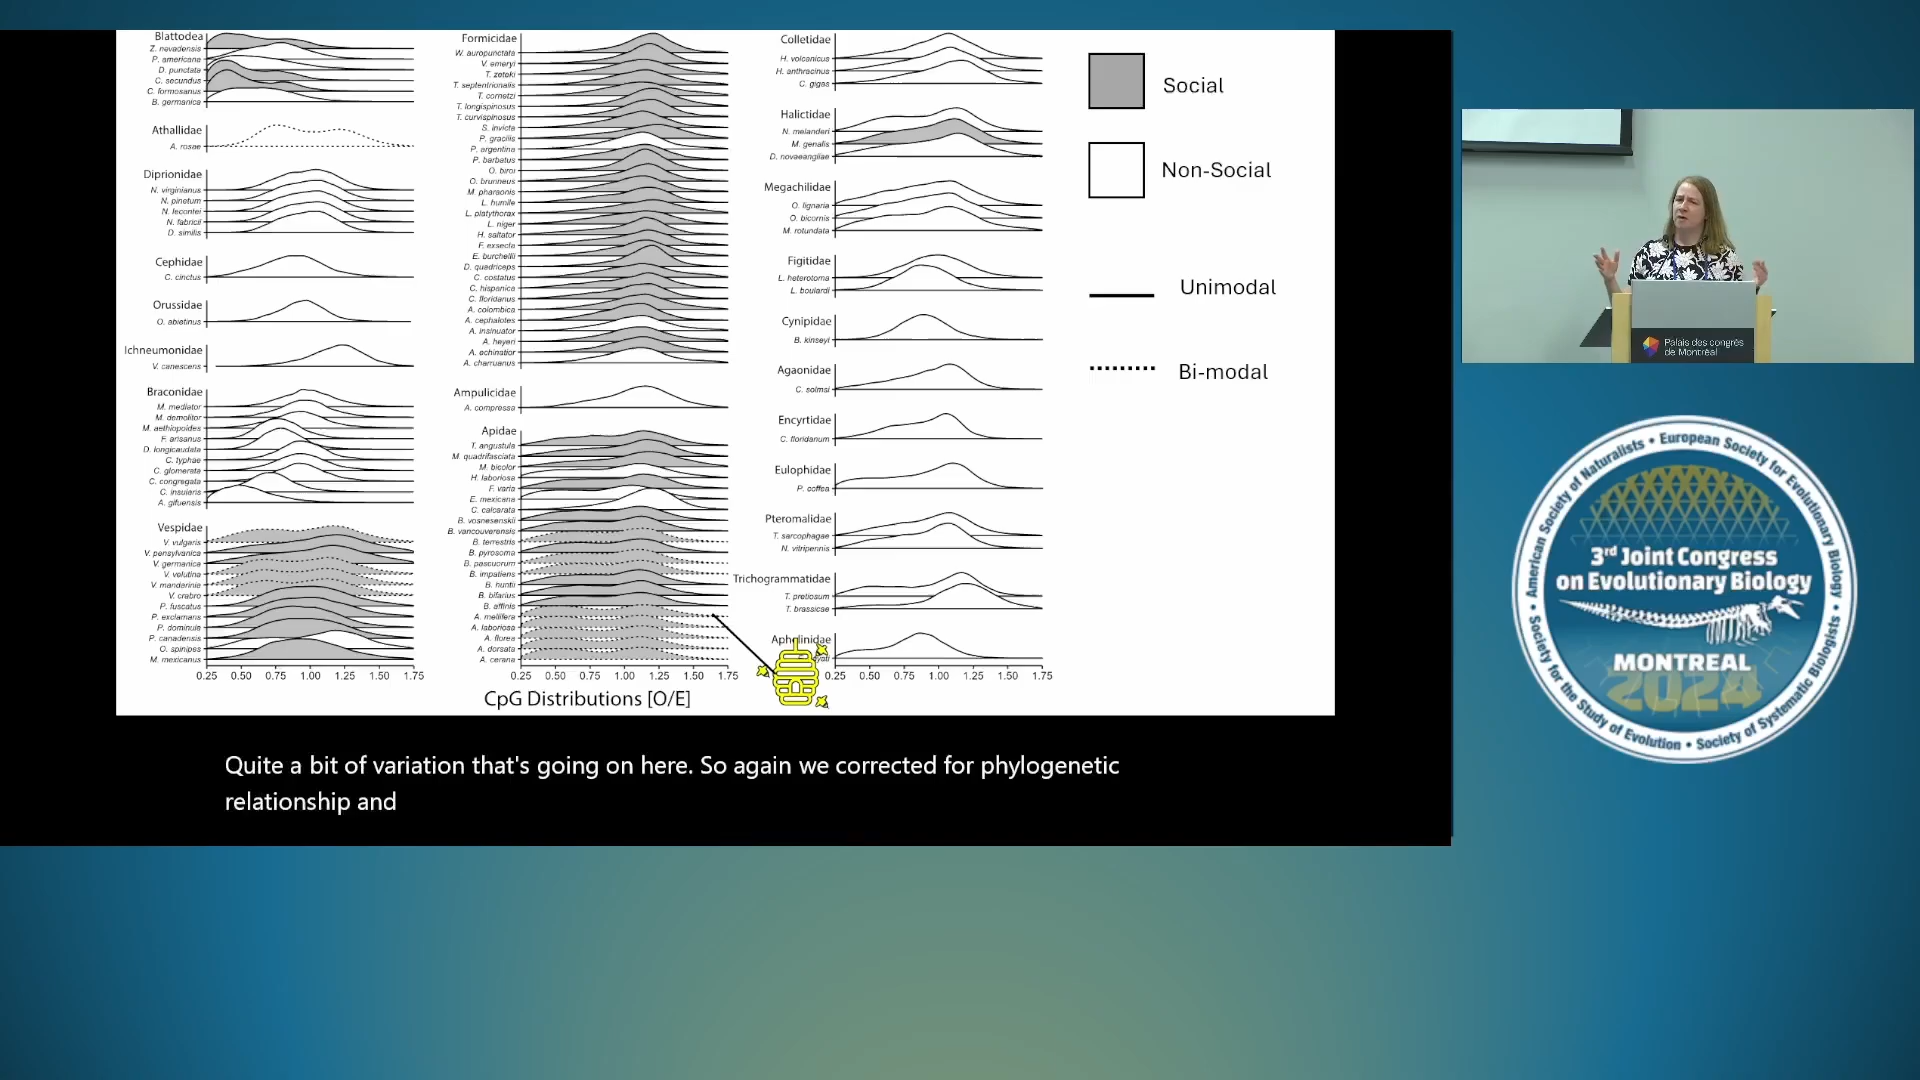 Blattodea
Z. nevadensis
P. americana
D. punctata
C. secundus
C. formosanus
B. germanica
Athallidae
A. rosae
Diprionidae
N. virginianus
N. pinetum
N. lecontei
N. fabricii
D. similis
Cephidae
C. cinctus
Orussidae
O. abietinus
Ichneumonidae
V. canescens
Braconidae
M. mediator
M. demolitor
M. aethiopoides
F. arisanus
D. longicaudata
C. typhae
C. glomerata
C. congregata
C. insularis
A. gifuensis
Vespidae
V. vulgaris
V. pensylvanica
V. germanica
V. velutina
V. mandarinia
V. crabro
P. fuscatus
P. exclamans
P. dominula
P. canadensis
O. spinipes
M. mexicanus
0.25 0.50 0.75 1.00 1.25 1.50 1.75
Formicidae
W. auropunctata
V. emeryi
T. zeteki
T. septentrionalis
T. cornetzi
T. longispinosus
T. curvispinosus
S. invicta
P. gracilis
P. argentina
P. barbatus
O. biroi
O. brunneus
M. pharaonis
L. humile
L. platythorax
L. niger
H. saltator
F. exsecta
E. burchellii
D. quadriceps
C. costatus
C. hispanica
C. floridanus
A. colombica
A. cephalotes
A. insinuator
A. heyeri
A. echinatior
A. charruanus
Ampulicidae
A. compressa
Apidae
T. angustula
M. quadrifasciata
M. bicolor
H. laboriosa
F. varia
E. mexicana
C. calcarata
B. vosnesenskii
B. vancouverensis
B. terrestris
B. pyrosoma
B. pascuorum
B. impatiens
B. huntii
B. bifarius
B. affinis
A. mellifera
A. laboriosa
A. florea
A. dorsata
A. cerana
0.25 0.50 0.75 1.00 1.25 1.50 1.75
CpG Distributions [O/E]
Colletidae
H. volcanicus
H. anthracinus
C. gigas
Halictidae
N. melanderi
M. genalis
D. novaeangliae
Megachilidae
O. lignaria
O. bicornis
M. rotundata
Figitidae
L. heterotoma
L. boulardi
Cynipidae
B. kinseyi
Agaonidae
C. solmsi
Encyrtidae
C. floridanum
Eulophidae
P. coffea
Pteromalidae
T. sarcophagae
N. vitripennis
Trichogrammatidae
T. pretiosum
T. brassicae
Aphelinidae
0.25 0.50 0.75 1.00 1.25 1.50 1.75
Social
Non-Social
Unimodal
Bi-modal
Quite a bit of variation that's going on here. So again we corrected for phylogenetic
relationship and
Palais des congrès
de Montréal
American Society of Naturalists • European Society for Evolutionary Biology •
Society for the Study of Evolution • Society of Systematic Biologists •
3rd Joint Congress
on Evolutionary Biology
MONTREAL
2024